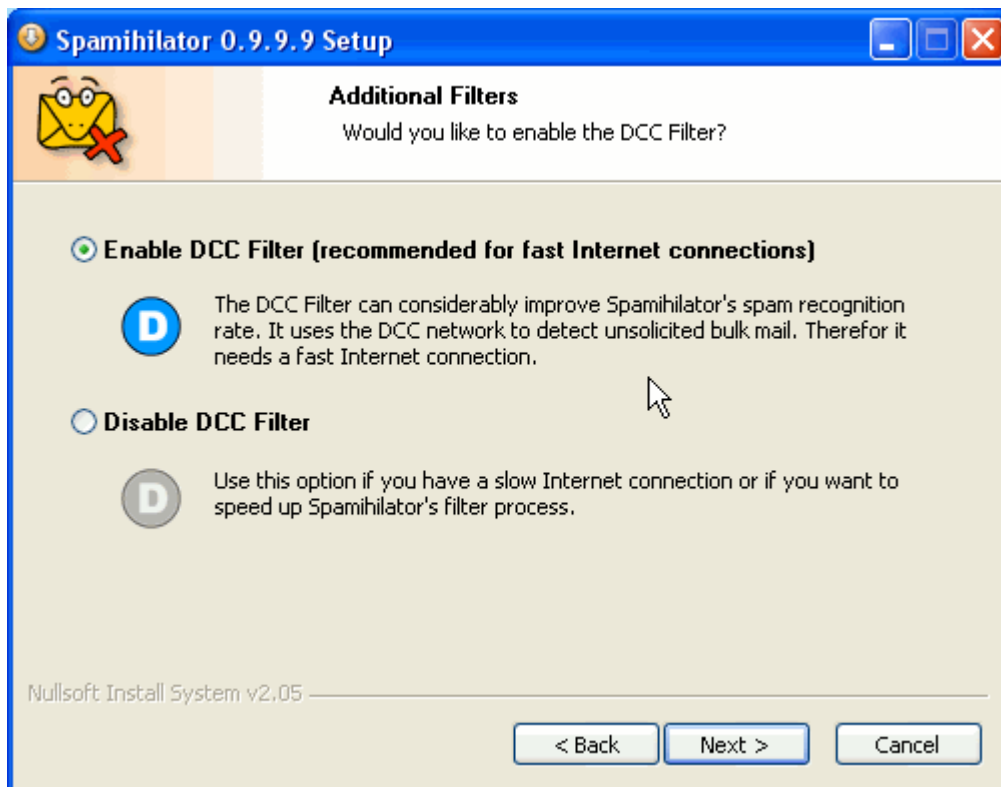 Spamihilator 0.9.9.9 Setup
Additional Filters
Would you like to enable the DCC Filter?
Enable DCC Filter (recommended for fast Internet connections)
D
The DCC Filter can considerably improve Spamihilator's spam recognition
rate. It uses the DCC network to detect unsolicited bulk mail. Therefor it
needs a fast Internet connection.
Disable DCC Filter
D
Use this option if you have a slow Internet connection or if you want to
speed up Spamihilator's filter process.
Nullsoft Install System v2.05
< Back
Next >
Cancel